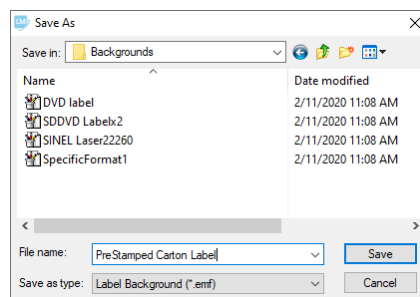 LM Save As
Save in: Backgrounds
Name Date modified
DVD label 2/11/2020 11:08 AM
SDDVD Labelx2 2/11/2020 11:08 AM
SINEL Laser22260 2/11/2020 11:08 AM
SpecificFormat1 2/11/2020 11:08 AM
File name: PreStamped Carton Label Save
Save as type: Label Background (*.emf) Cancel